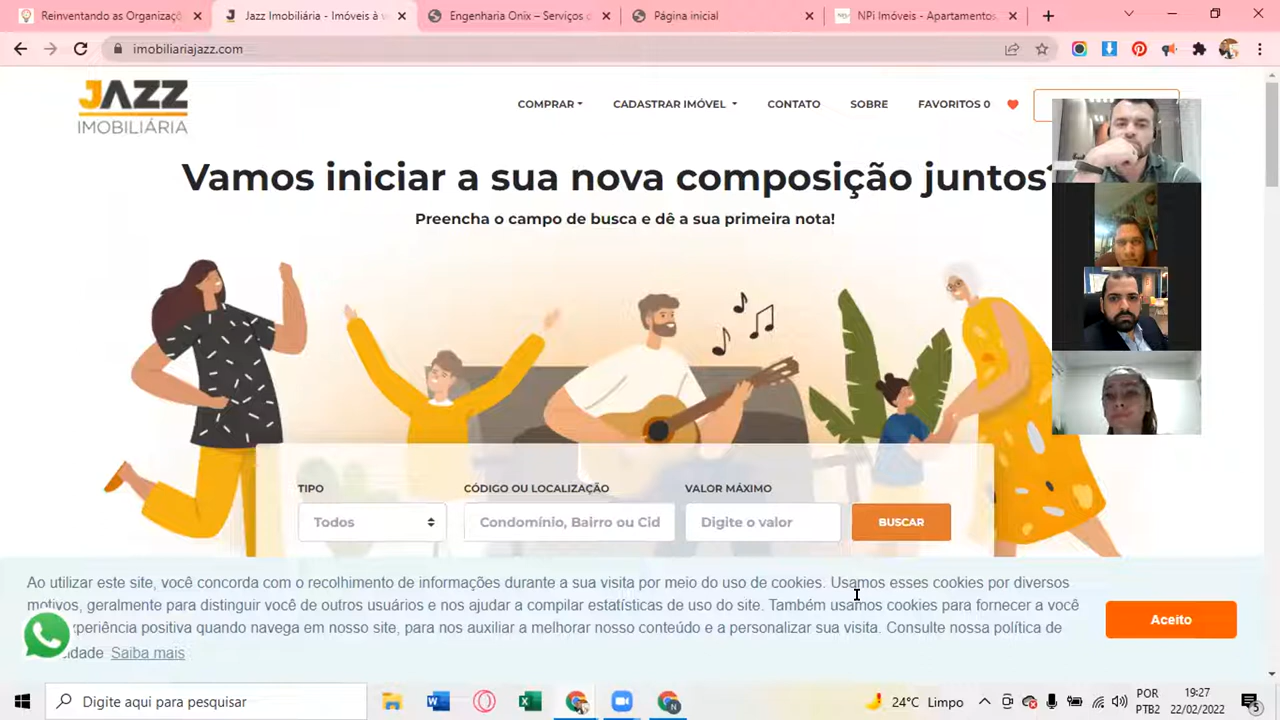 Reinventando as Organizaçõ
Jazz Imobiliária - Imóveis à v
Engenharia Onix – Serviços d
Página inicial
NPi Imóveis - Apartamentos,
imobiliariajazz.com
JAZZ
IMOBILIÁRIA
COMPRAR
CADASTRAR IMÓVEL
CONTATO
SOBRE
FAVORITOS 0
Vamos iniciar a sua nova composição juntos?
Preencha o campo de busca e dê a sua primeira nota!
TIPO
CÓDIGO OU LOCALIZAÇÃO
VALOR MÁXIMO
Todos
Condomínio, Bairro ou Cid
Digite o valor
BUSCAR
Ao utilizar este site, você concorda com o recolhimento de informações durante a sua visita por meio do uso de cookies. Usamos esses cookies por diversos
motivos, geralmente para distinguir você de outros usuários e nos ajudar a compilar estatísticas de uso do site. Também usamos cookies para fornecer a você
experiência positiva quando navega em nosso site, para nos auxiliar a melhorar nosso conteúdo e a personalizar sua visita. Consulte nossa política de
dade Saiba mais
Aceito
Digite aqui para pesquisar
24°C Limpo
POR
PTB2
19:27
22/02/2022
5